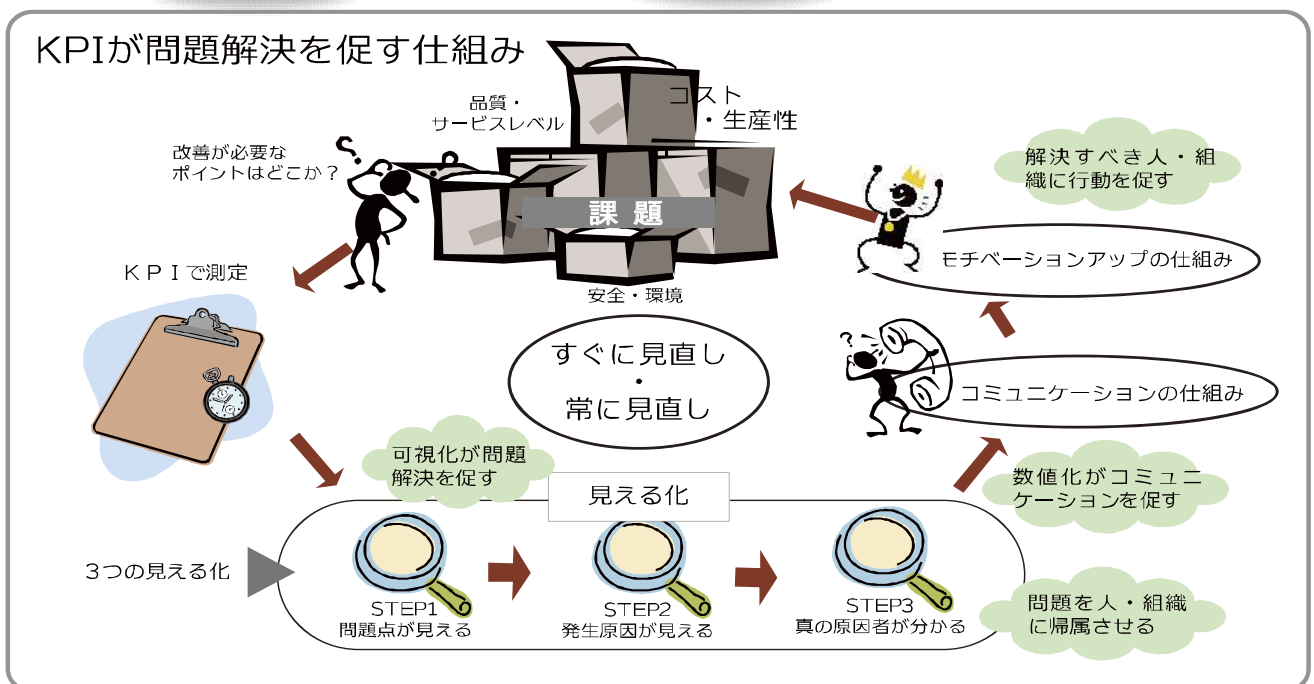 KPIが問題解決を促す仕組み
品質・
サービスレベル
コスト
・生産性
改善が必要な
ポイントはどこか?
課 題
安全・環境
解決すべき人・組
織に行動を促す
モチベーションアップの仕組み
KPIで測定
すぐに見直し
・
常に見直し
コミュニケーションの仕組み
可視化が問題
解決を促す
数値化がコミュニ
ケーションを促す
見える化
3つの見える化
STEP1
問題点が見える
STEP2
発生原因が見える
STEP3
真の原因者が分かる
問題を人・組織
に帰属させる